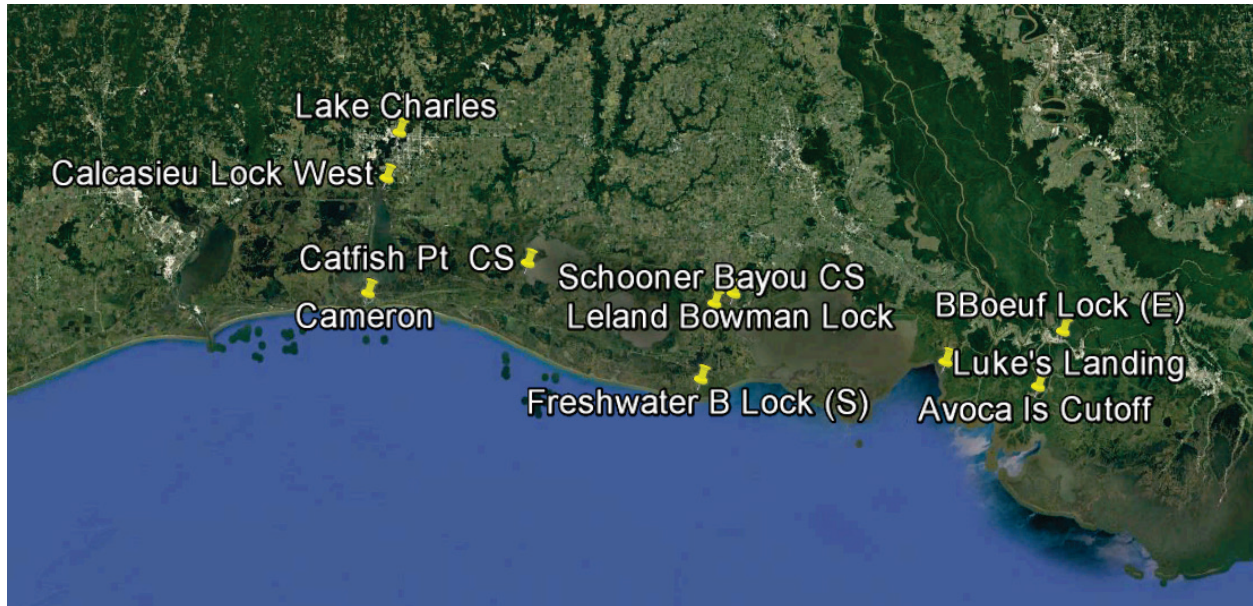 Lake Charles
Calcasieu Lock West
Catfish Pt  CS
Schooner Bayou CS
Cameron
Leland Bowman Lock
BBoeuf Lock (E)
Luke's Landing
Freshwater B Lock (S)
Avoca Is Cutoff